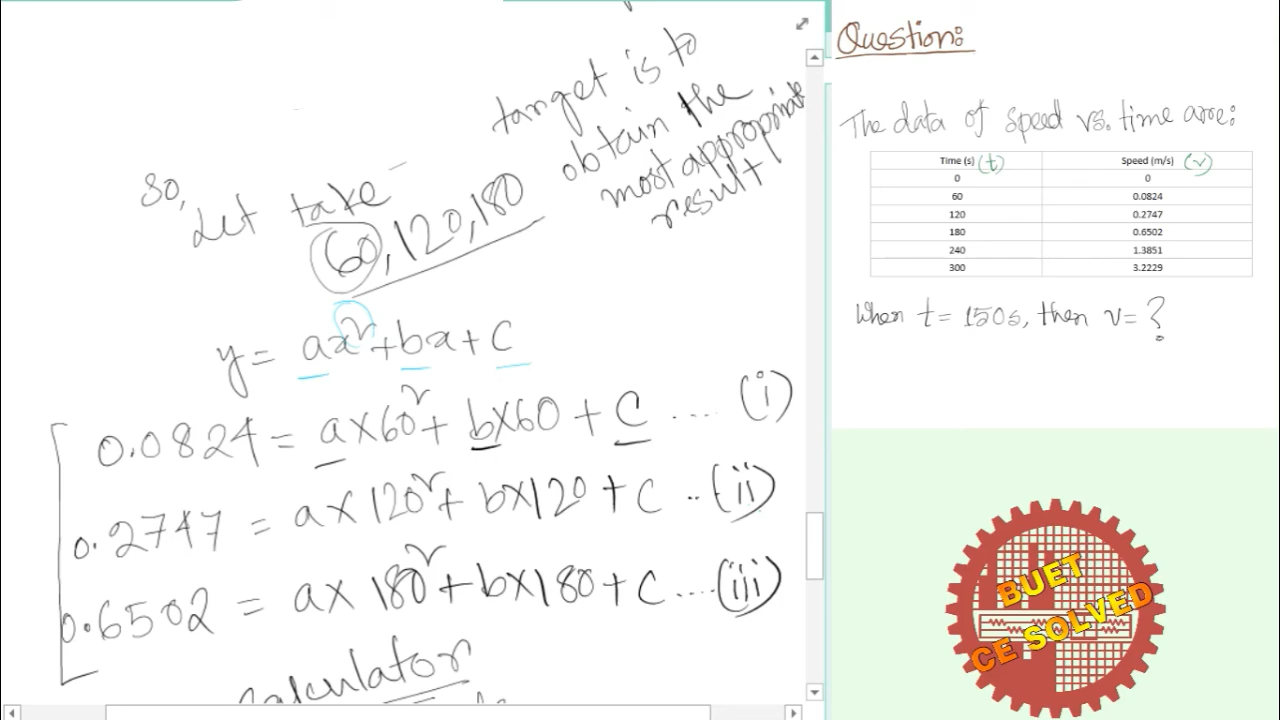 target is to
obtain the
most appropriate
result
So,
Let take
60, 120, 180
y = ax² + bx + c
0.0824 = a×60² + b×60 + c .... (i)
0.2747 = a×120² + b×120 + c .. (ii)
0.6502 = a×180² + b×180 + c .... (iii)
Calculator
Question:
The data of speed vs. time are:
Time (s) (t) Speed (m/s) (v)
0 0
60 0.0824
120 0.2747
180 0.6502
240 1.3851
300 3.2229
When t = 150s, then v = ?
BUET
CE SOLVED